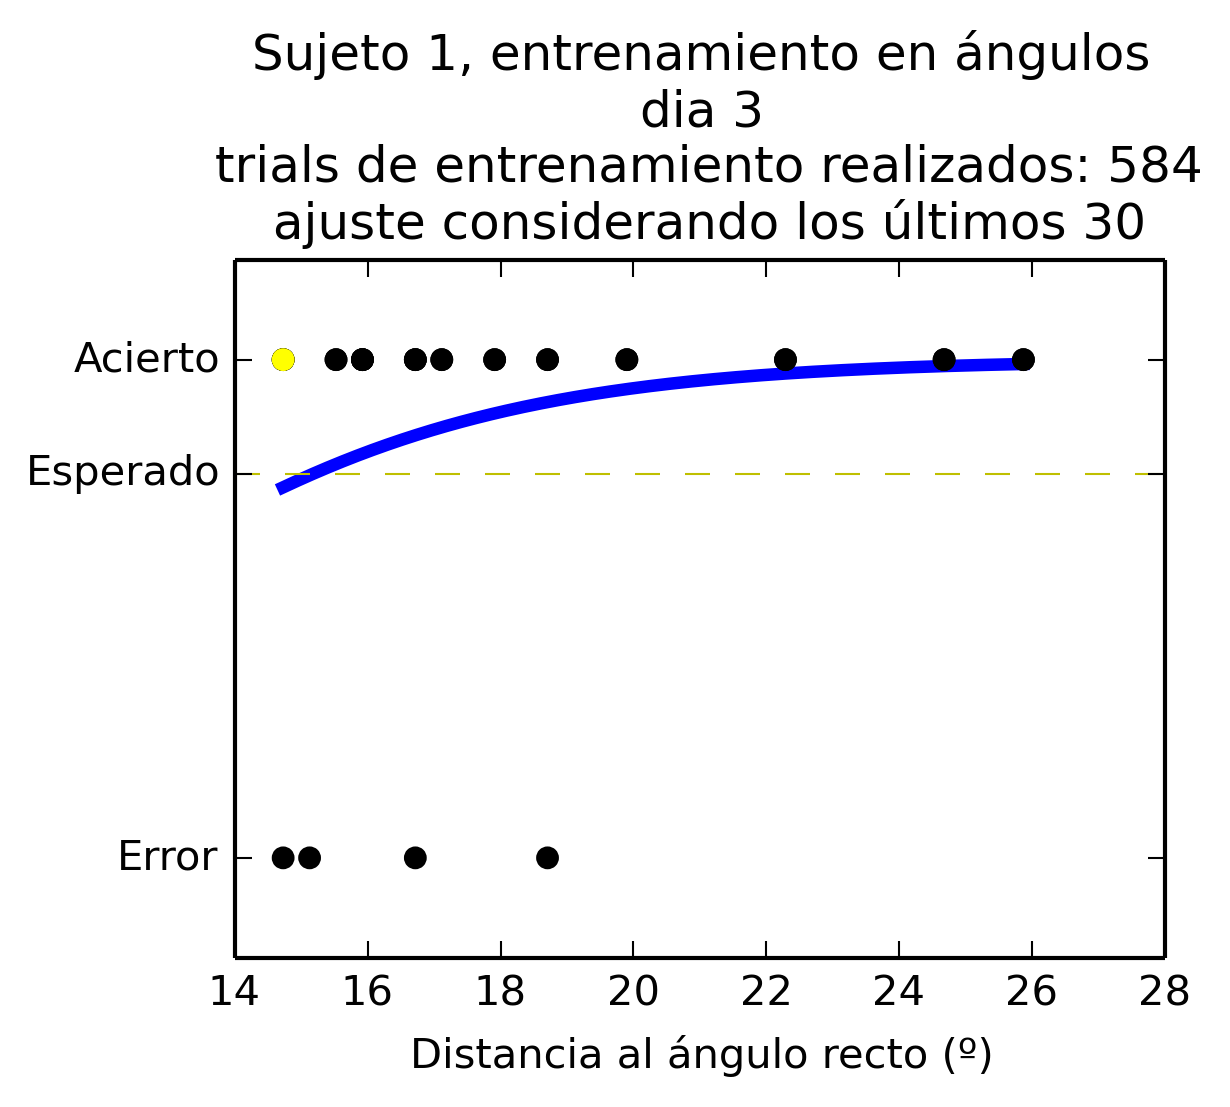 Sujeto 1, entrenamiento en ángulos
dia 3
trials de entrenamiento realizados: 584
ajuste considerando los últimos 30
Acierto
Esperado
Error
14 16 18 20 22 24 26 28
Distancia al ángulo recto (º)